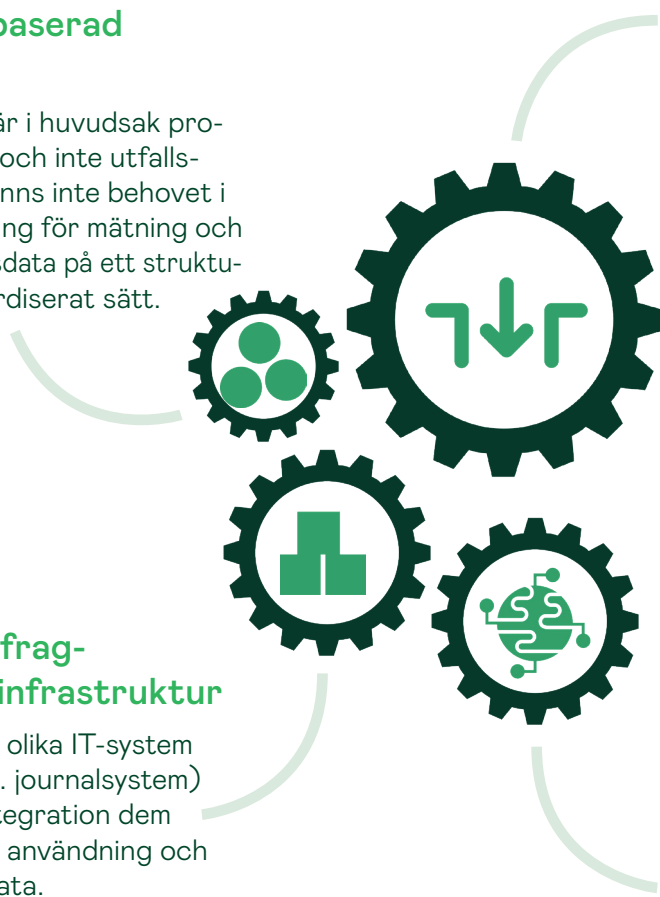 baserad
är i huvudsak pro-
och inte utfalls-
nns inte behovet i
ng för mätning och
sdata på ett struktu-
rdiserat sätt.
frag-
infrastruktur
olika IT-system
. journalsystem)
tegration dem
användning och
ata.